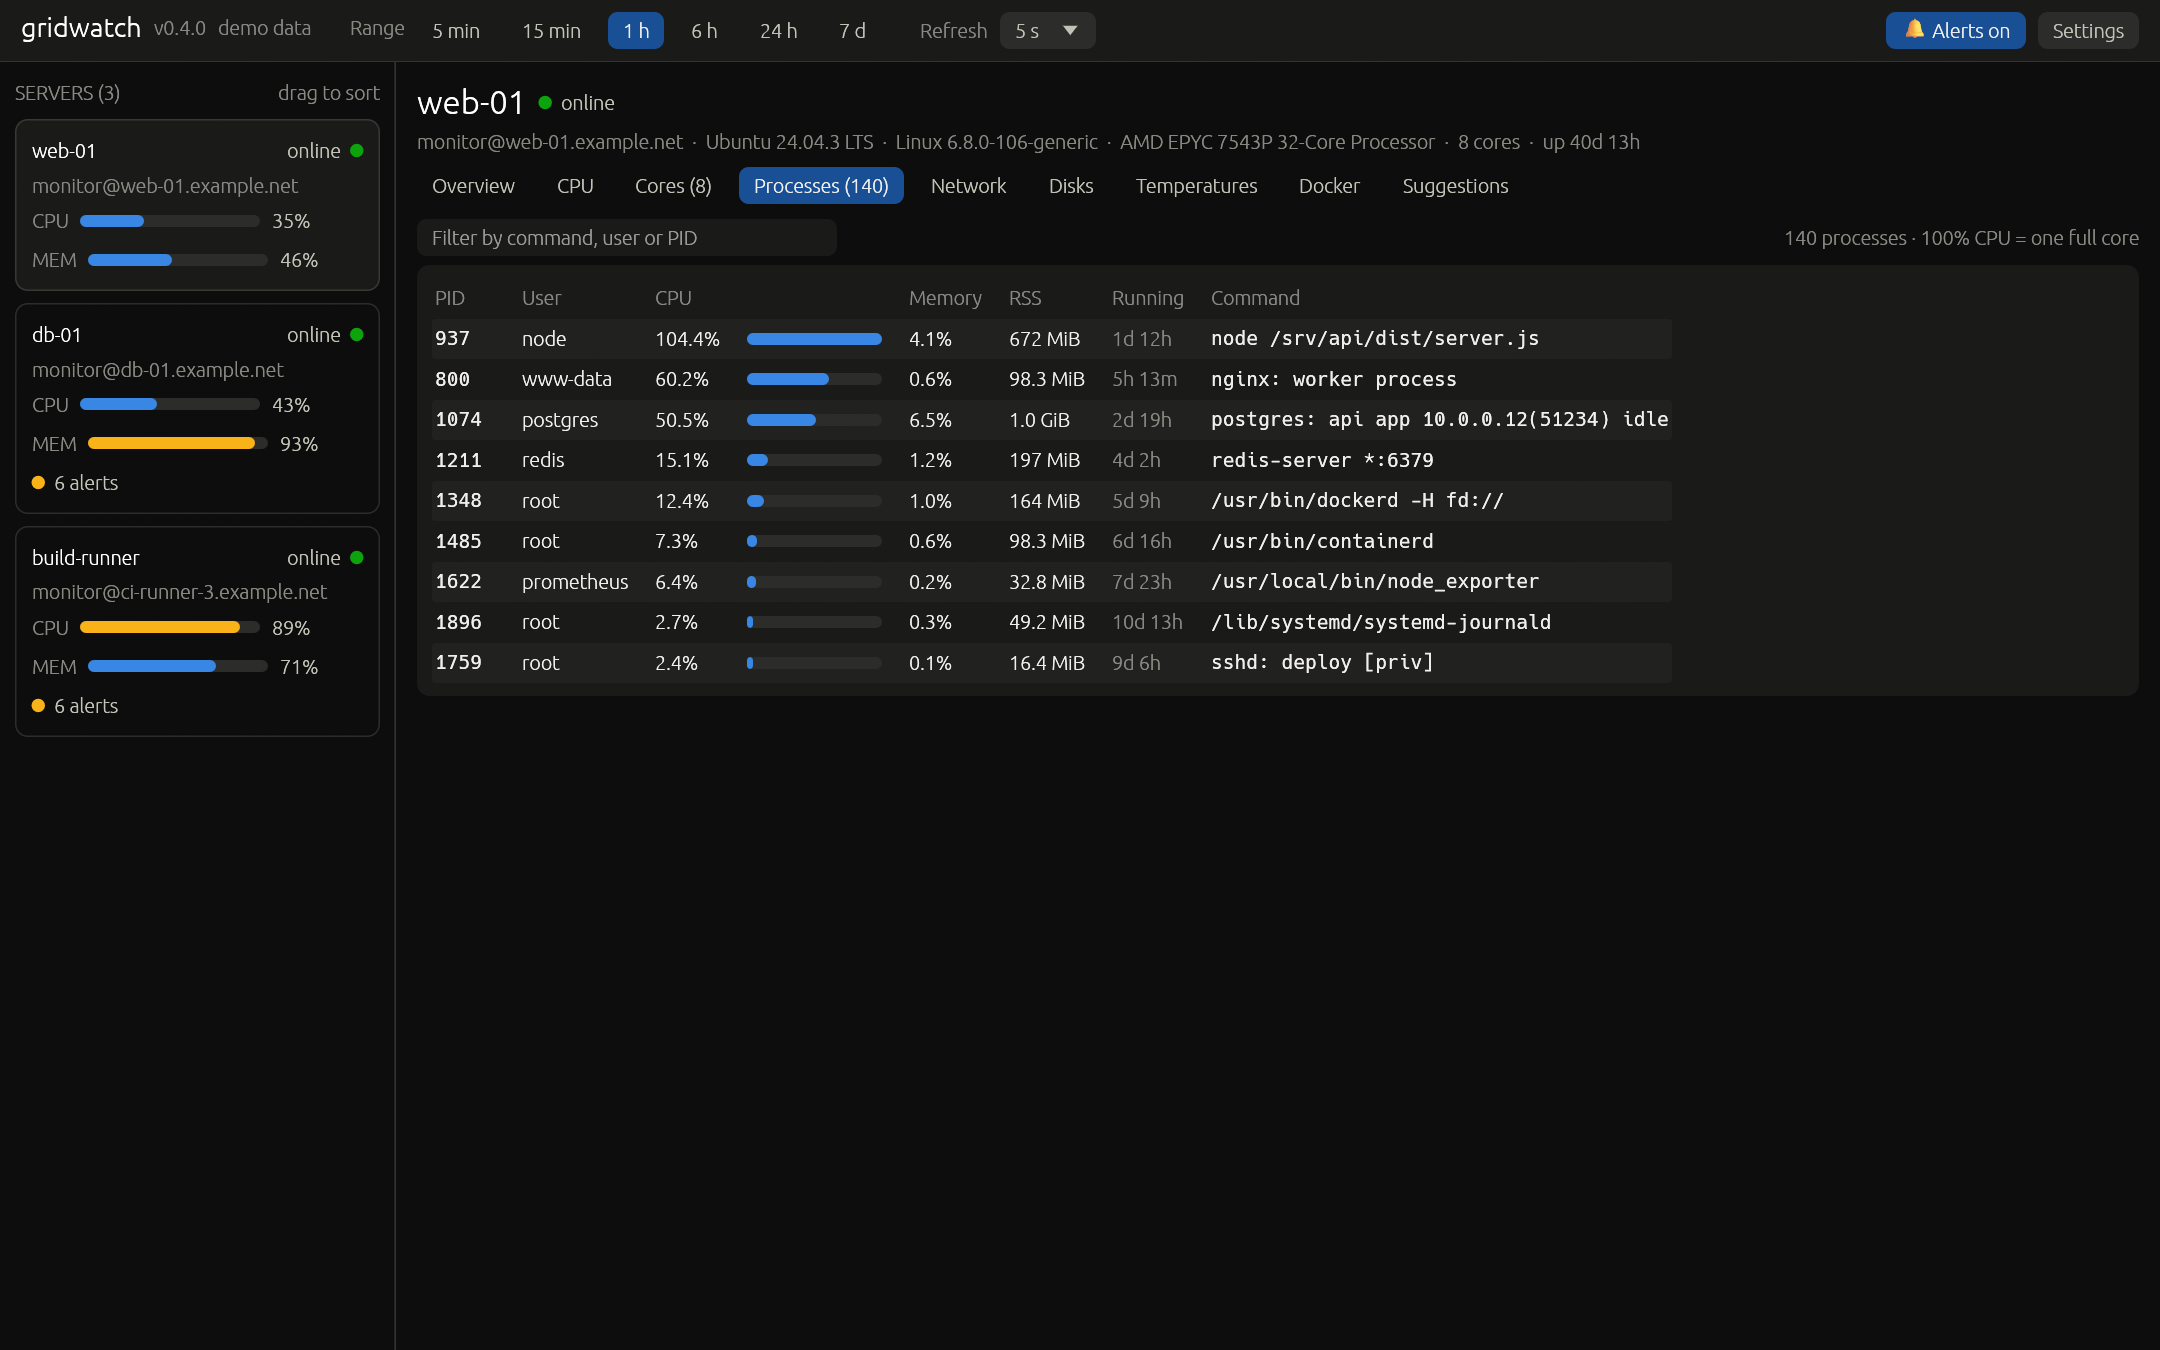 gridwatch v0.4.0 demo data Range 5 min 15 min 1 h 6 h 24 h 7 d Refresh 5 s Alerts on Settings
SERVERS (3) drag to sort
web-01 online
monitor@web-01.example.net
CPU 35%
MEM 46%
db-01 online
monitor@db-01.example.net
CPU 43%
MEM 93%
6 alerts
build-runner online
monitor@ci-runner-3.example.net
CPU 89%
MEM 71%
6 alerts
web-01 online
monitor@web-01.example.net · Ubuntu 24.04.3 LTS · Linux 6.8.0-106-generic · AMD EPYC 7543P 32-Core Processor · 8 cores · up 40d 13h
Overview CPU Cores (8) Processes (140) Network Disks Temperatures Docker Suggestions
Filter by command, user or PID 140 processes · 100% CPU = one full core
PID User CPU Memory RSS Running Command
937 node 104.4% 4.1% 672 MiB 1d 12h node /srv/api/dist/server.js
800 www-data 60.2% 0.6% 98.3 MiB 5h 13m nginx: worker process
1074 postgres 50.5% 6.5% 1.0 GiB 2d 19h postgres: api app 10.0.0.12(51234) idle
1211 redis 15.1% 1.2% 197 MiB 4d 2h redis-server *:6379
1348 root 12.4% 1.0% 164 MiB 5d 9h /usr/bin/dockerd -H fd://
1485 root 7.3% 0.6% 98.3 MiB 6d 16h /usr/bin/containerd
1622 prometheus 6.4% 0.2% 32.8 MiB 7d 23h /usr/local/bin/node_exporter
1896 root 2.7% 0.3% 49.2 MiB 10d 13h /lib/systemd/systemd-journald
1759 root 2.4% 0.1% 16.4 MiB 9d 6h sshd: deploy [priv]